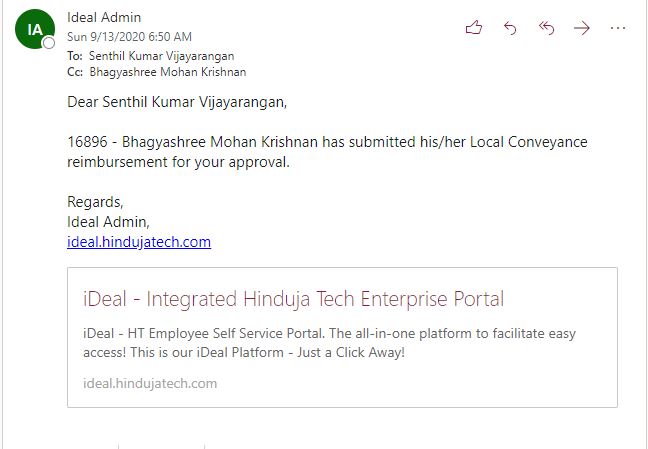 IA
Ideal Admin
Sun 9/13/2020 6:50 AM
To: Senthil Kumar Vijayarangan
Cc: Bhagyashree Mohan Krishnan
Dear Senthil Kumar Vijayarangan,
16896 - Bhagyashree Mohan Krishnan has submitted his/her Local Conveyance
reimbursement for your approval.
Regards,
Ideal Admin,
ideal.hindujatech.com
iDeal - Integrated Hinduja Tech Enterprise Portal
iDeal - HT Employee Self Service Portal. The all-in-one platform to facilitate easy
access! This is our iDeal Platform - Just a Click Away!
ideal.hindujatech.com